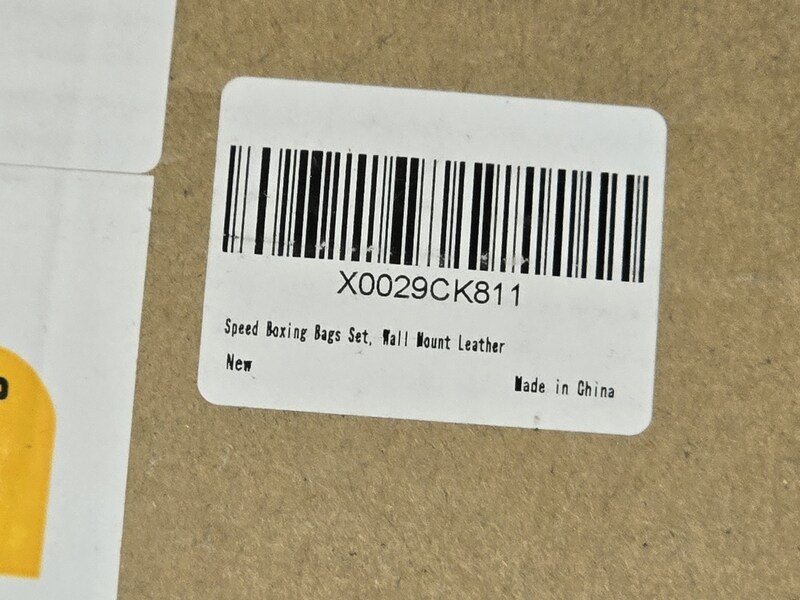 X0029CK811
Speed Boxing Bags Set, Wall Mount Leather
New
Made in China